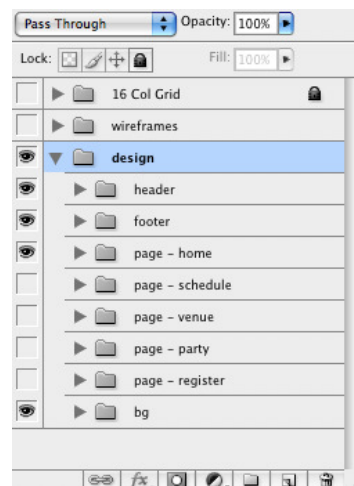 Pass Through Opacity: 100%
Lock: Fill: 100%
16 Col Grid
wireframes
design
header
footer
page – home
page – schedule
page – venue
page – party
page – register
bg
fx